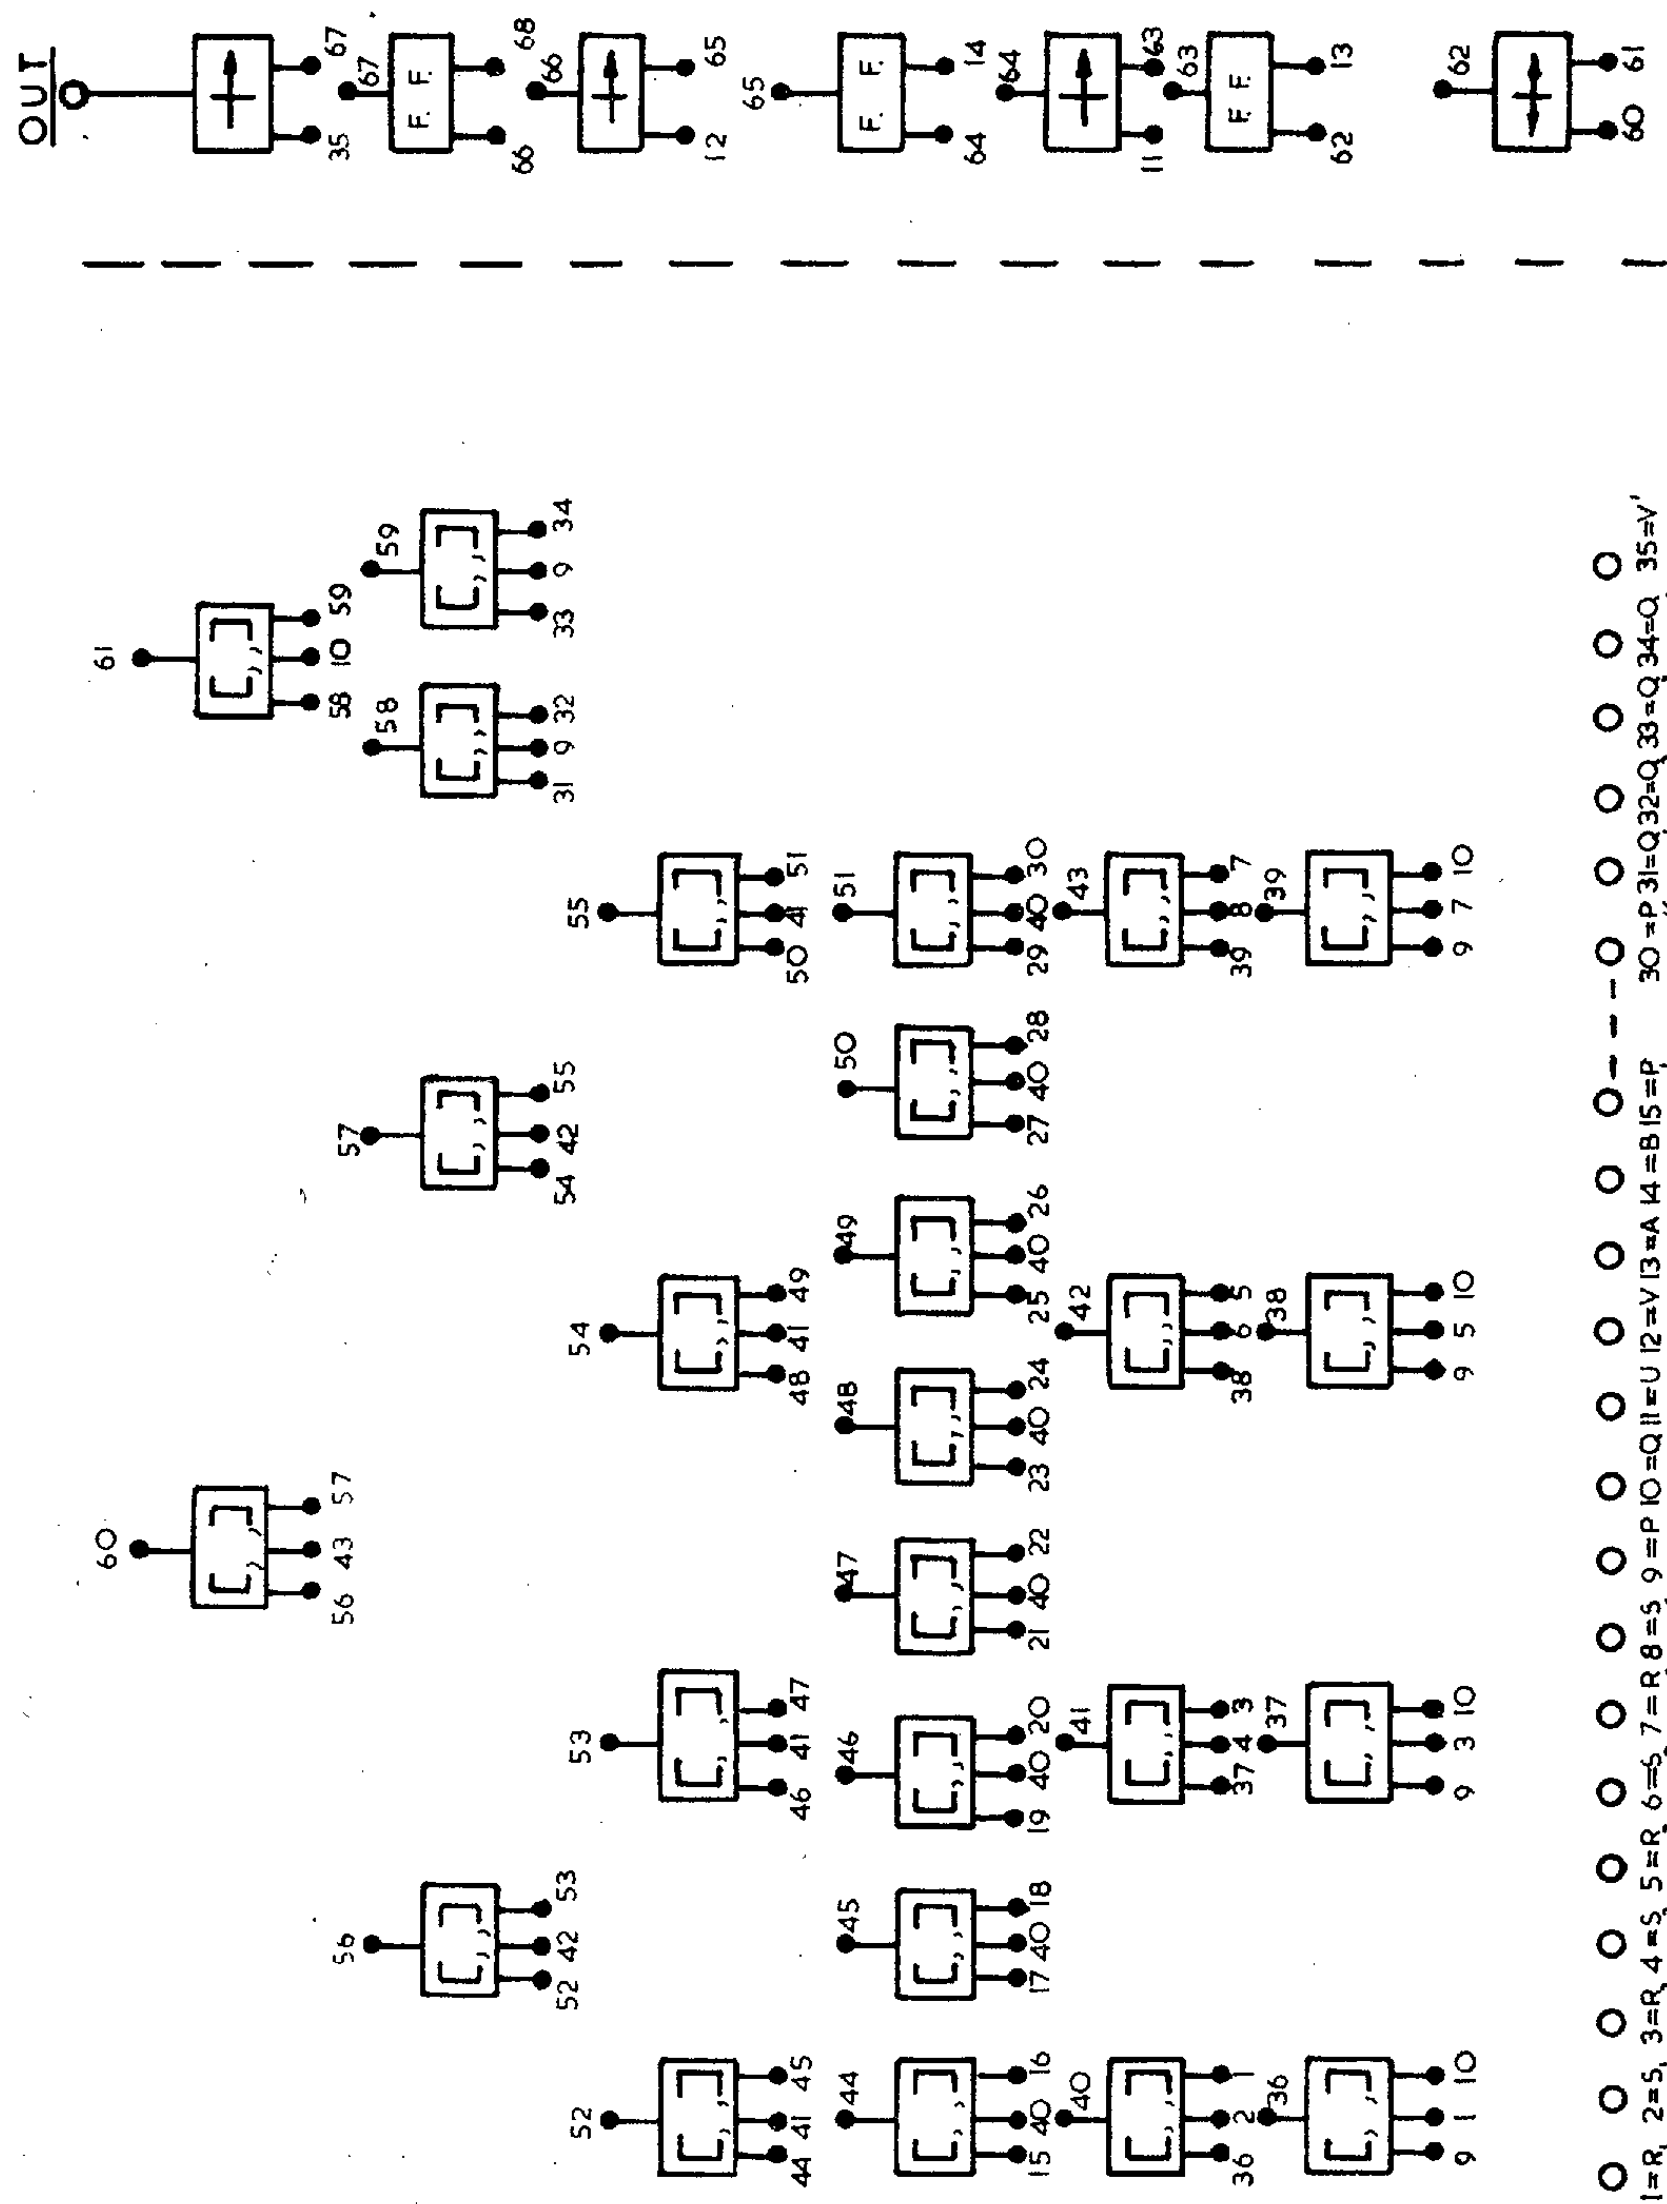 OUT
60 61
[,,] [,,]
56 43 57 58 10 59 35 67
56 57 58 59 67
[,,] [,,] [,,] [,,] F. F.
52 42 53 54 42 55 31 9 32 33 9 34 66 68
52 53 54 55 66
[,,] [,,] [,,] [,,]
44 41 45 46 41 47 48 41 49 50 41 51 12 65
44 45 46 47 48 49 50 51 65
[,,] [,,] [,,] [,,] [,,] [,,] [,,] [,,] F. F.
15 40 16 17 40 18 19 40 20 21 40 22 23 40 24 25 40 26 27 40 28 29 40 30 64 14
40 41 42 43 64
[,,] [,,] [,,] [,,]
36 2 1 37 4 3 38 6 5 39 8 7 11 63
36 37 38 39 63
[,,] [,,] [,,] [,,] F. F.
9 1 10 9 3 10 9 5 10 9 7 10 62 13
62
60 61
1=R 2=S 3=R 4=S 5=R 6=S 7=R 8=S 9=P 10=Q 11=U 12=V 13=A 14=B 15=P --- 30=P 31=Q 32=Q 33=Q 34=Q 35=V'